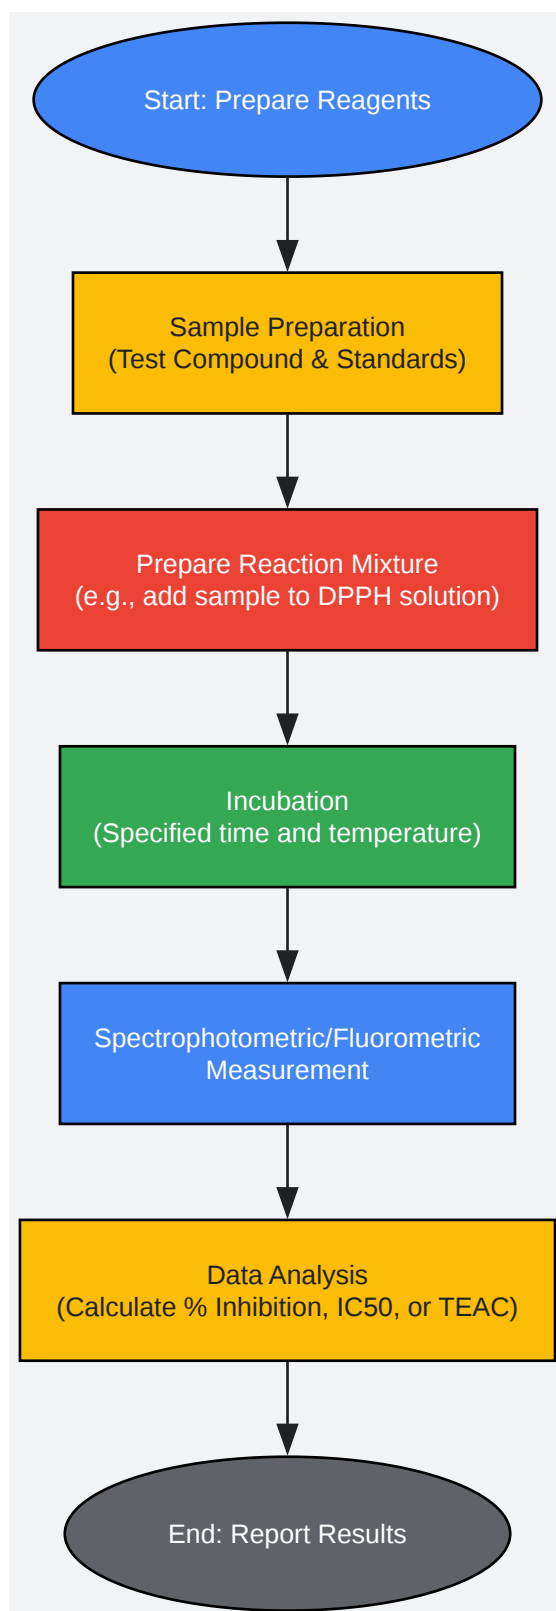 Start: Prepare Reagents
Sample Preparation
(Test Compound & Standards)
Prepare Reaction Mixture
(e.g., add sample to DPPH solution)
Incubation
(Specified time and temperature)
Spectrophotometric/Fluorometric
Measurement
Data Analysis
(Calculate % Inhibition, IC50, or TEAC)
End: Report Results